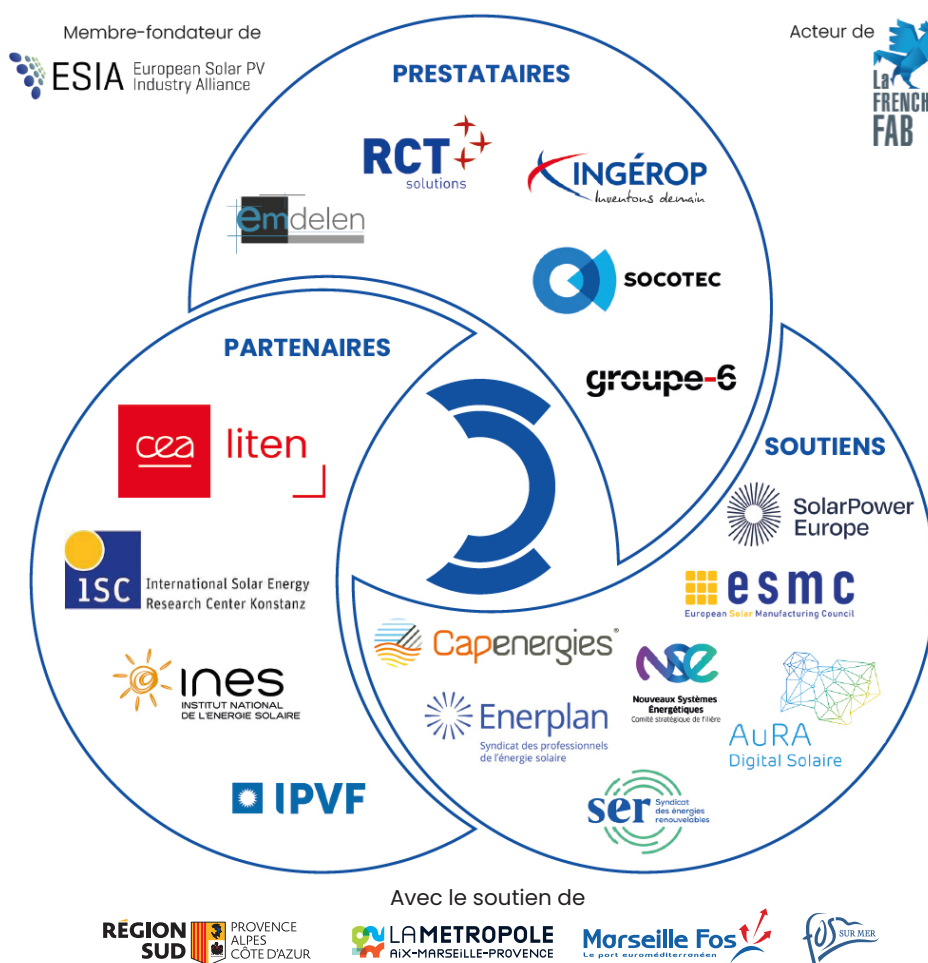 Membre-fondateur de
ESIA European Solar PV
Industry Alliance
Acteur de
La
FRENCH
FAB
PRESTATAIRES
RCT
solutions
INGÉROP
Inventons demain
emdelen
SOCOTEC
groupe-6
PARTENAIRES
cea liten
ISC International Solar Energy
Research Center Konstanz
ines
INSTITUT NATIONAL
DE L'ENERGIE SOLAIRE
IPVF
SOUTIENS
SolarPower
Europe
esmc
European Solar Manufacturing Council
Capenergies®
NSE
Nouveaux Systèmes
Énergétiques
Comité stratégique de filière
Enerplan
Syndicat des professionnels
de l'énergie solaire
AuRA
Digital Solaire
ser Syndicat
des énergies
renouvelables
Avec le soutien de
RÉGION
SUD
PROVENCE
ALPES
CÔTE D'AZUR
LAMETROPOLE
AIX-MARSEILLE-PROVENCE
Marseille Fos
Le port euroméditerranéen
fos SUR MER